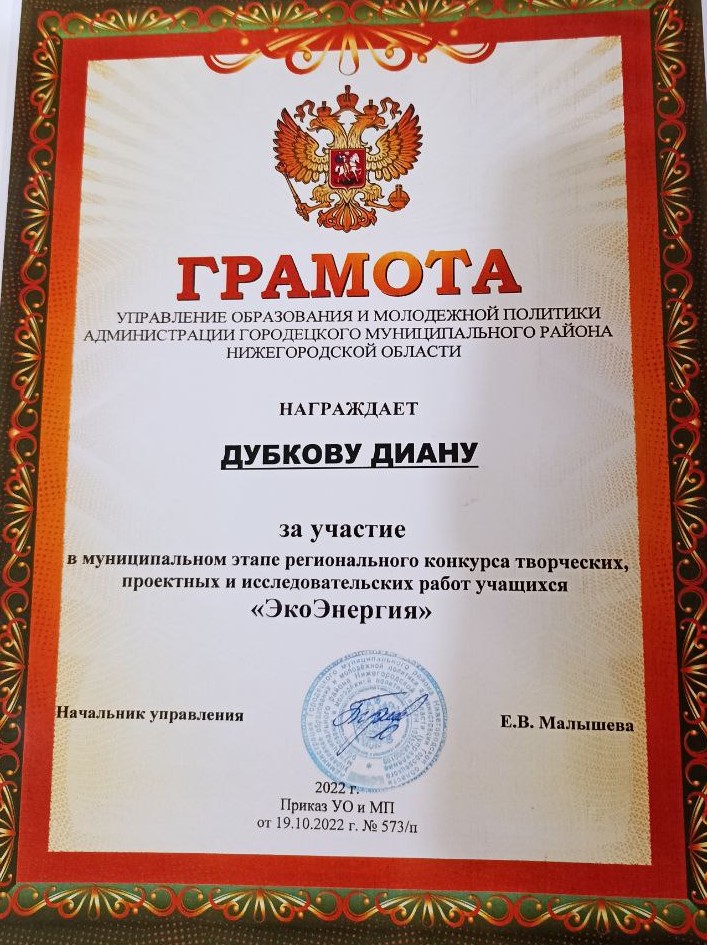 ГРАМОТА
УПРАВЛЕНИЕ ОБРАЗОВАНИЯ И МОЛОДЕЖНОЙ ПОЛИТИКИ
АДМИНИСТРАЦИИ ГОРОДЕЦКОГО МУНИЦИПАЛЬНОГО РАЙОНА
НИЖЕГОРОДСКОЙ ОБЛАСТИ
НАГРАЖДАЕТ
ДУБКОВУ ДИАНУ
за участие
в муниципальном этапе регионального конкурса творческих,
проектных и исследовательских работ учащихся
«ЭкоЭнергия»
Начальник управления
Е.В. Малышева
2022 г.
Приказ УО и МП
от 19.10.2022 г. № 573/п